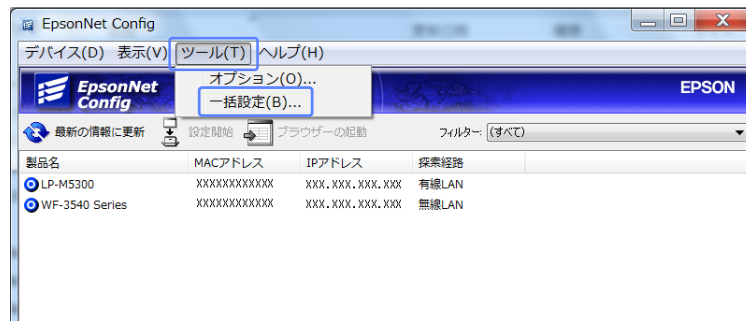 EpsonNet Config
デバイス(D) 表示(V) ツール(T) ヘルプ(H)
オプション(O)...
一括設定(B)...
EpsonNet
Config
EPSON
最新の情報に更新 設定開始 ブラウザーの起動 フィルター: (すべて)
製品名 MACアドレス IPアドレス 探索経路
LP-M5300 XXXXXXXXXXXX XXX.XXX.XXX.XXX 有線LAN
WF-3540 Series XXXXXXXXXXXX XXX.XXX.XXX.XXX 無線LAN